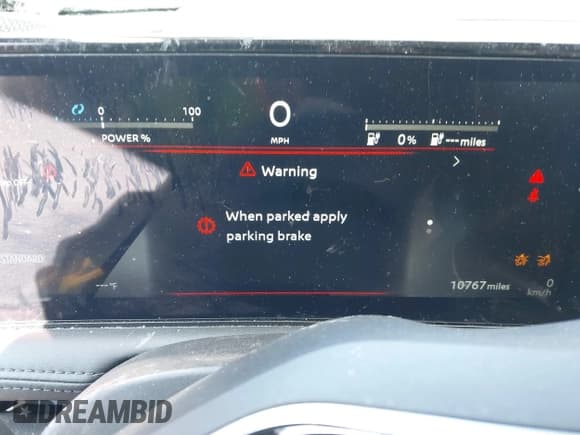 0 100
0
POWER %
MPH
0% ---miles
Warning
When parked apply
parking brake
STANDARD
---°F
10767 miles
0
km/h
DREAMBID